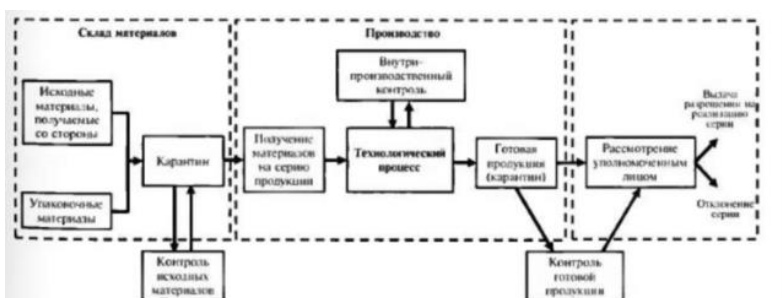 Склад материалов
Производство
Исходные
материалы,
получаемые
со стороны
Упаковочные
материалы
Карантин
Контроль
исходных
материалов
Получение
материалов
на серию
продукции
Внутри-
производственный
контроль
Технологический
процесс
Готовая
продукция
(карантин)
Контроль
готовой
продукции
Рассмотрение
уполномоченным
лицом
Выдача
разрешения на
реализацию
серии
Отклонение
серии